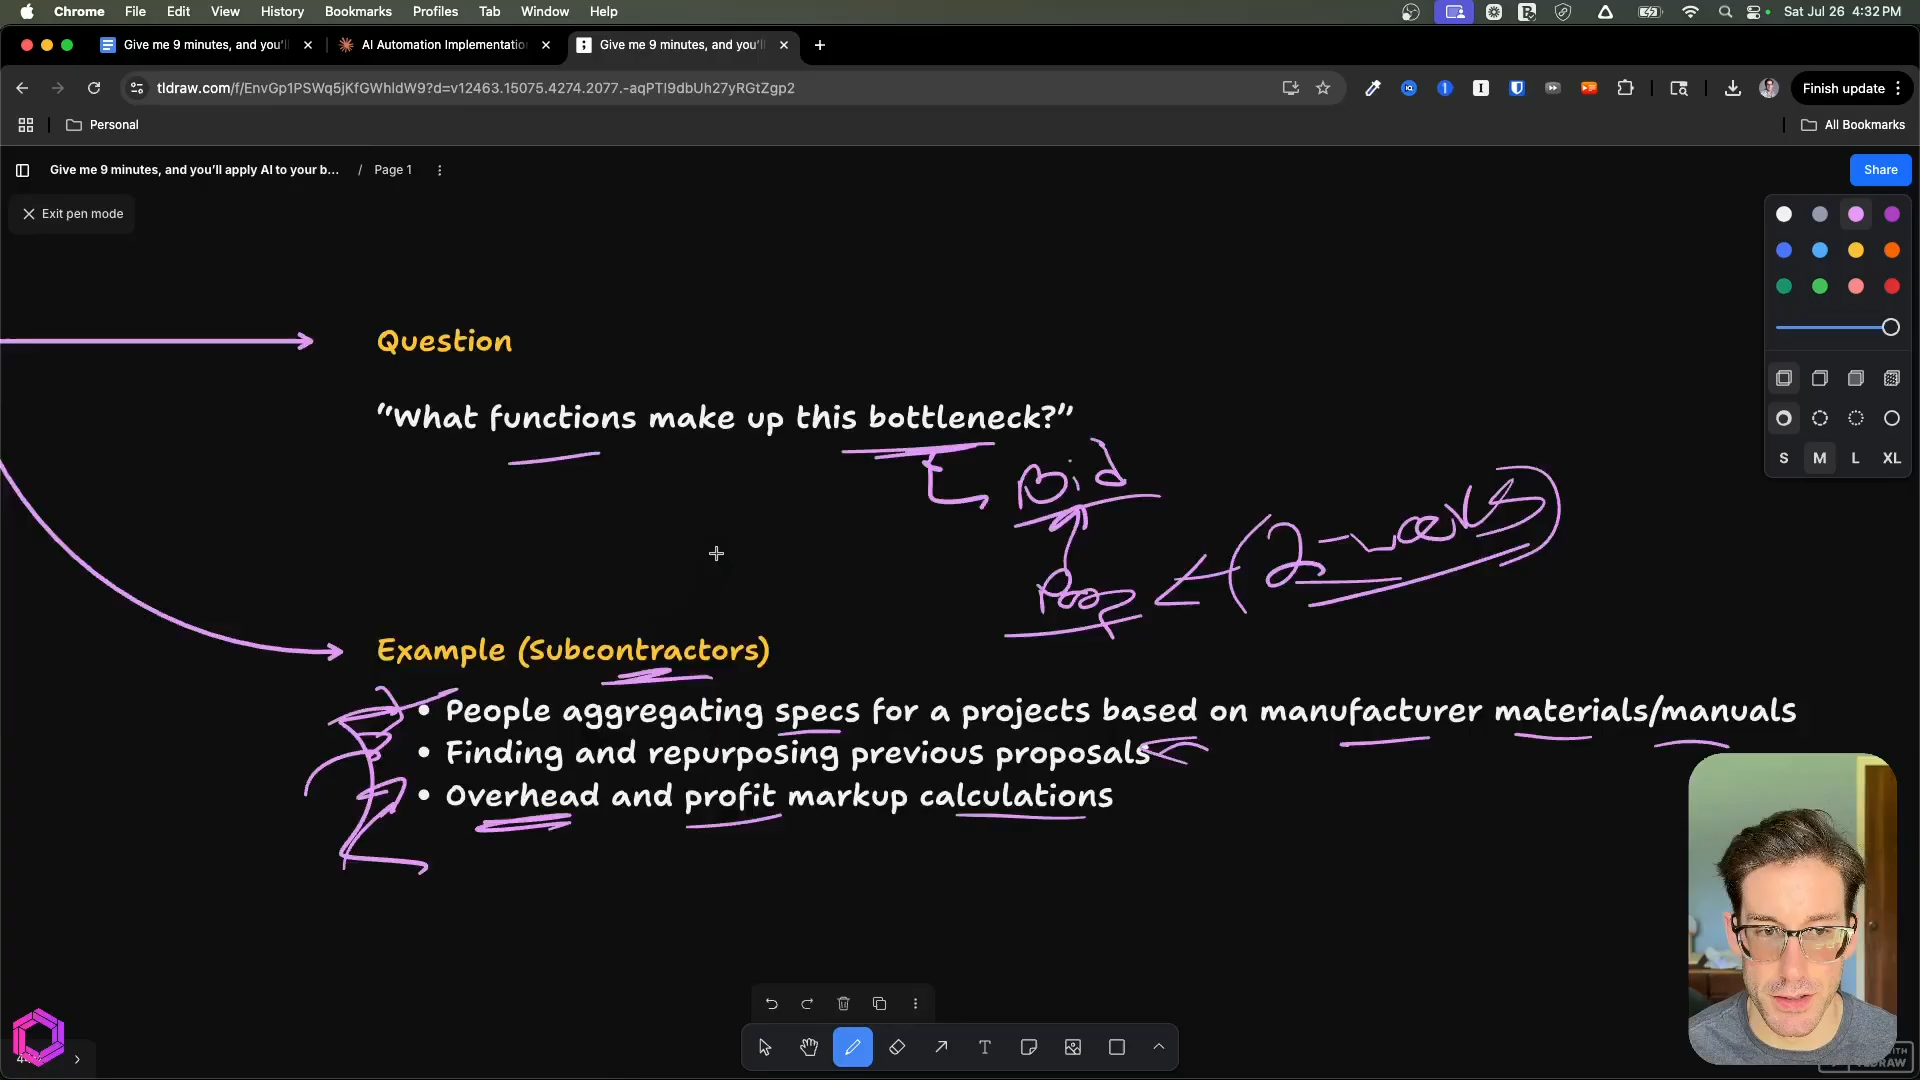 Chrome File Edit View History Bookmarks Profiles Tab Window Help Sat Jul 26 4:32 PM
Give me 9 minutes, and you'l AI Automation Implementatio Give me 9 minutes, and you'l
tldraw.com/f/EnvGp1PSWq5jKfGWhldW9?d=v12463.15075.4274.2077.-aqPTl9dbUh27yRGtZgp2 Finish update
Personal All Bookmarks
Give me 9 minutes, and you'll apply AI to your b... / Page 1 Share
Exit pen mode
Question
"What functions make up this bottleneck?"
S M L XL
Bid
2-weeks
Prop
Example (Subcontractors)
• People aggregating specs for a projects based on manufacturer materials/manuals
• Finding and repurposing previous proposals
• Overhead and profit markup calculations